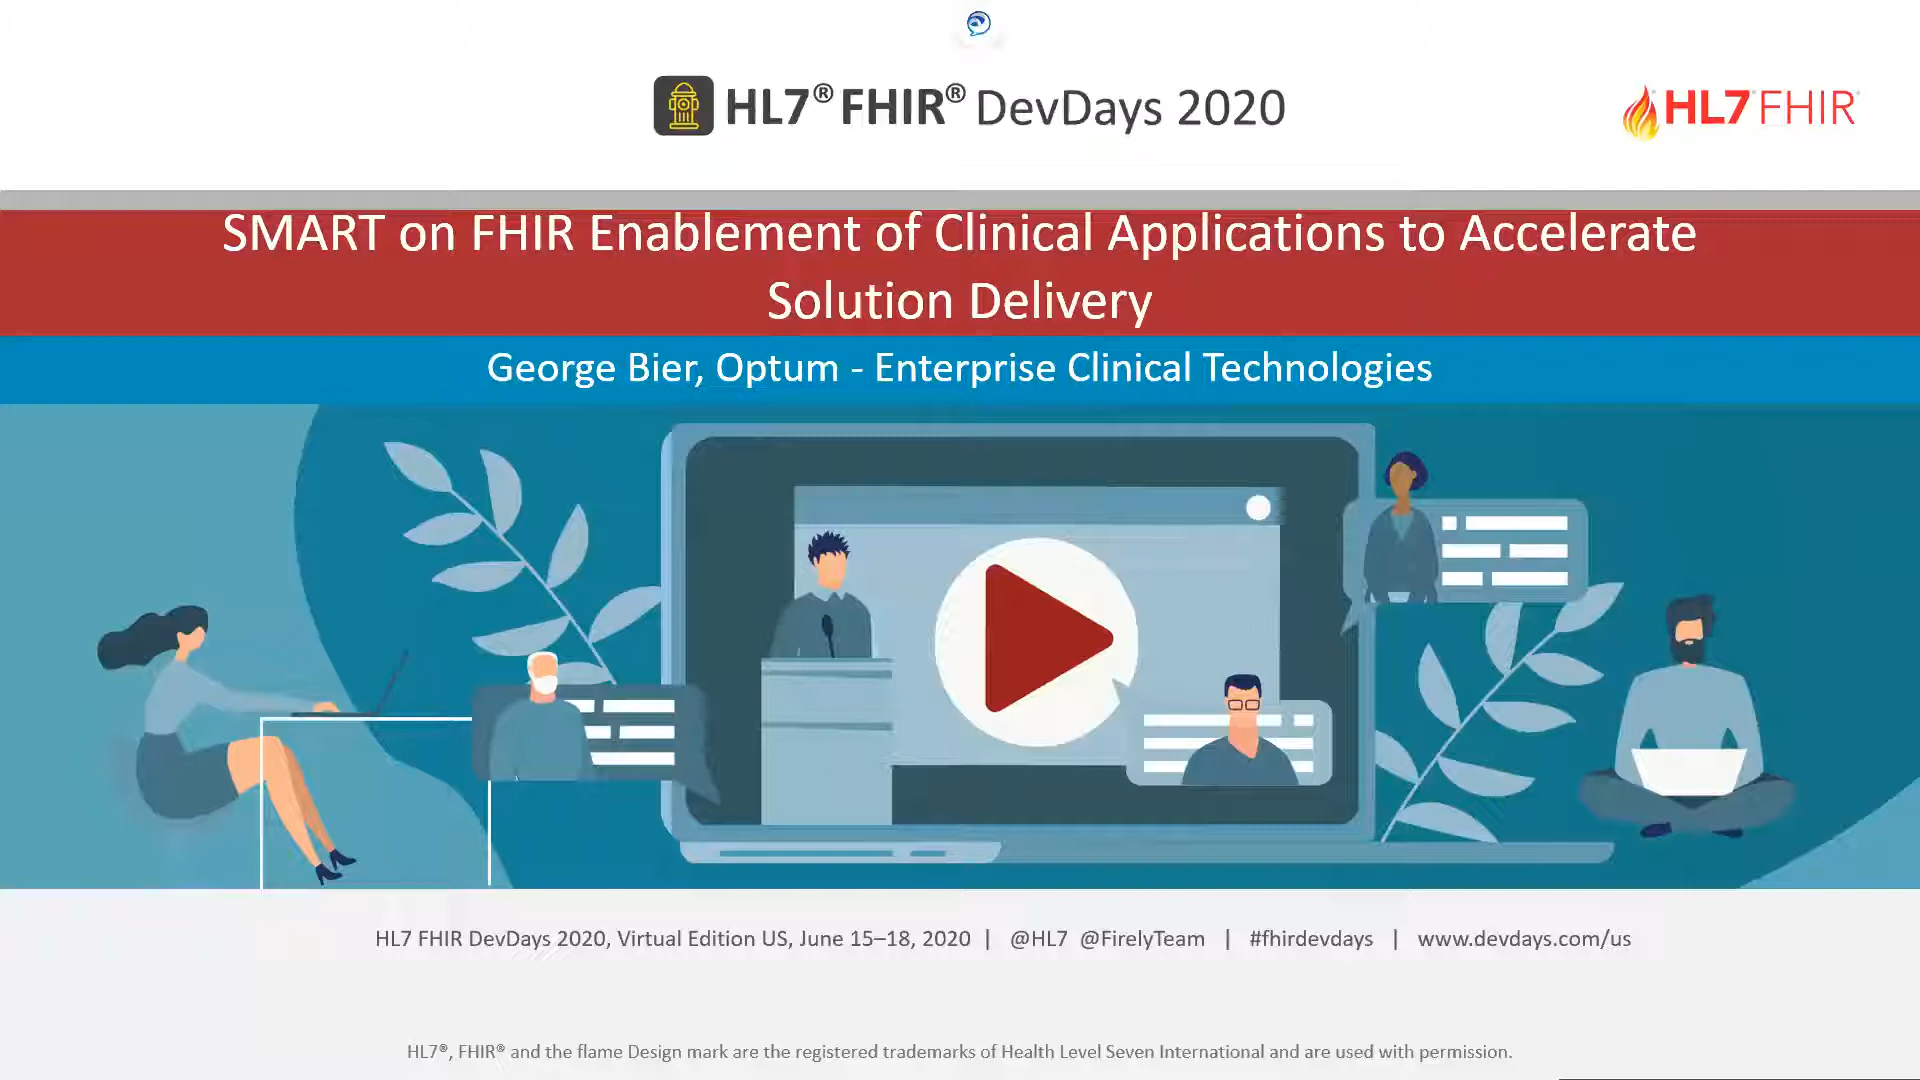 HL7® FHIR® DevDays 2020
HL7 FHIR®
SMART on FHIR Enablement of Clinical Applications to Accelerate
Solution Delivery
George Bier, Optum - Enterprise Clinical Technologies
HL7 FHIR DevDays 2020, Virtual Edition US, June 15–18, 2020 | @HL7 @FirelyTeam | #fhirdevdays | www.devdays.com/us
HL7®, FHIR® and the flame Design mark are the registered trademarks of Health Level Seven International and are used with permission.